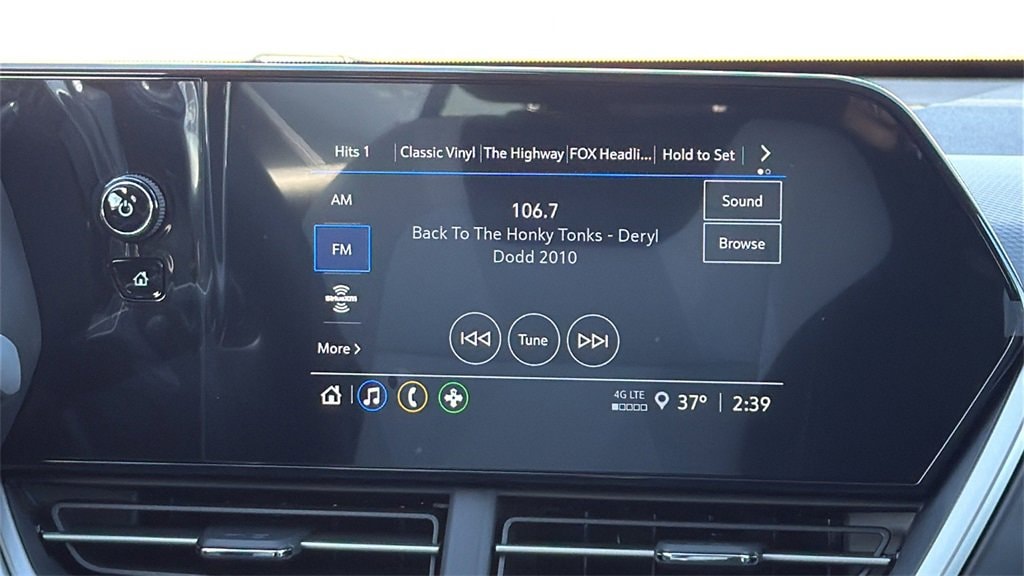 Hits 1 Classic Vinyl The Highway FOX Headli... Hold to Set
AM
106.7
Sound
FM
Back To The Honky Tonks - Deryl
Dodd 2010
Browse
SiriusXM
Tune
More
4G LTE
37° 2:39